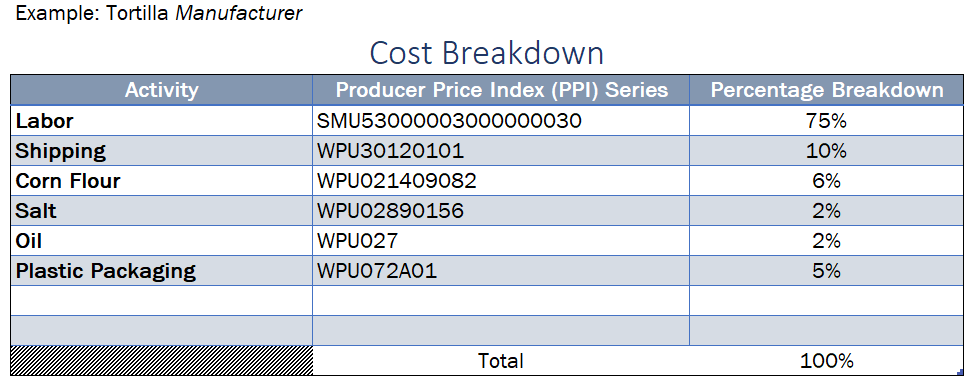 Example: Tortilla Manufacturer
Cost Breakdown
Activity Producer Price Index (PPI) Series Percentage Breakdown
Labor SMU53000003000000030 75%
Shipping WPU30120101 10%
Corn Flour WPU021409082 6%
Salt WPU02890156 2%
Oil WPU027 2%
Plastic Packaging WPU072A01 5%
Total 100%